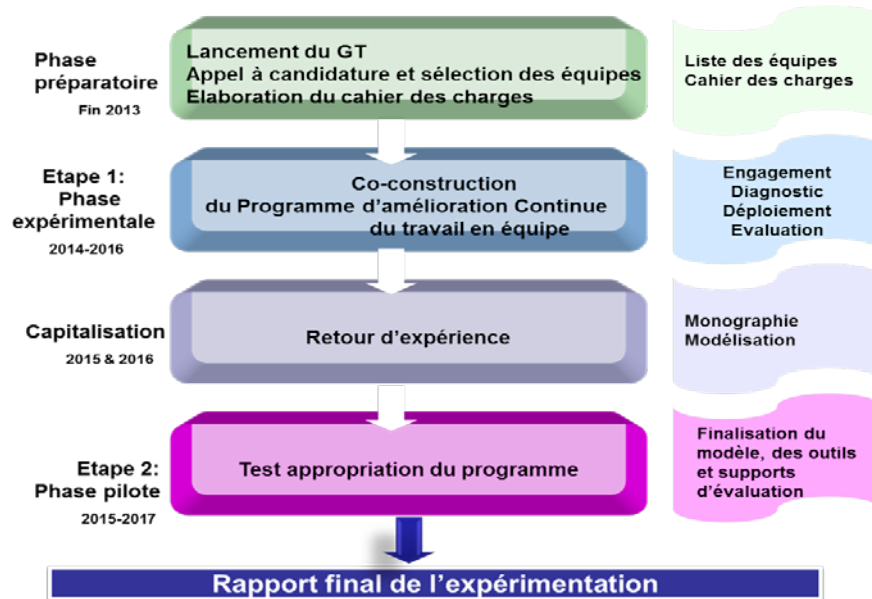 Phase
préparatoire
Fin 2013
Lancement du GT
Appel à candidature et sélection des équipes
Elaboration du cahier des charges
Liste des équipes
Cahier des charges
Etape 1:
Phase
expérimentale
2014-2016
Co-construction
du Programme d’amélioration Continue
du travail en équipe
Engagement
Diagnostic
Déploiement
Evaluation
Capitalisation
2015 & 2016
Retour d’expérience
Monographie
Modélisation
Etape 2:
Phase pilote
2015-2017
Test appropriation du programme
Finalisation du
modèle, des outils
et supports
d’évaluation
Rapport final de l’expérimentation